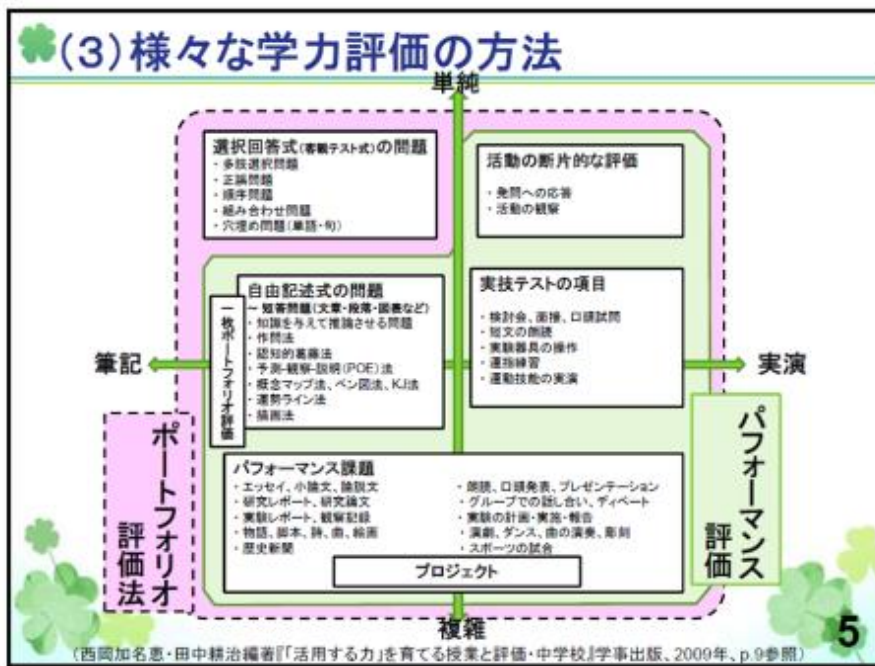 (3)様々な学力評価の方法
単純
選択回答式(客観テスト式)の問題
・多肢選択問題
・正誤問題
・順序問題
・組み合わせ問題
・穴埋め問題(単語・句)
活動の断片的な評価
・発問への応答
・活動の観察
自由記述式の問題
~短答問題(文章・段落・図表など)
・知識を与えて推論させる問題
・作問法
・認知的葛藤法
・予測-観察-説明(POE)法
・概念マップ法、ベン図法、KJ法
・運勢ライン法
・描画法
一枚ポートフォリオ評価
実技テストの項目
・検討会、面接、口頭試問
・短文の朗読
・実験器具の操作
・運指練習
・運動技能の実演
筆記
実演
ポートフォリオ
評価法
パフォーマンス
評価
パフォーマンス課題
・エッセイ、小論文、論説文
・研究レポート、研究論文
・実験レポート、観察記録
・物語、脚本、詩、曲、絵画
・歴史新聞
・朗読、口頭発表、プレゼンテーション
・グループでの話し合い、ディベート
・実験の計画・実施・報告
・演劇、ダンス、曲の演奏、彫刻
・スポーツの試合
プロジェクト
複雑
5
(西岡加名恵・田中耕治編著『「活用する力」を育てる授業と評価・中学校』学事出版、2009年、p.9参照)